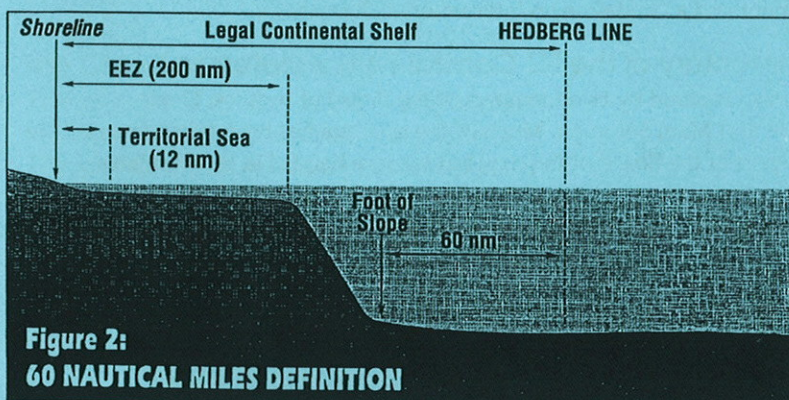 Shoreline
Legal Continental Shelf
HEDBERG LINE
EEZ (200 nm)
Territorial Sea
(12 nm)
Foot of
Slope
60 nm
Figure 2:
60 NAUTICAL MILES DEFINITION